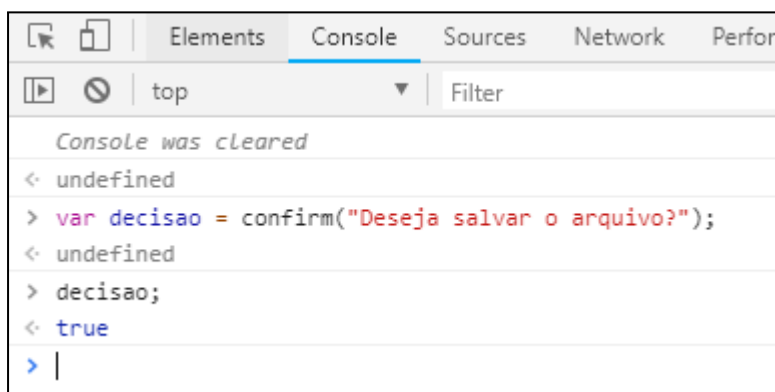 Elements Console Sources Network Perfor
top Filter
Console was cleared
undefined
> var decisao = confirm("Deseja salvar o arquivo?");
undefined
> decisao;
true
>